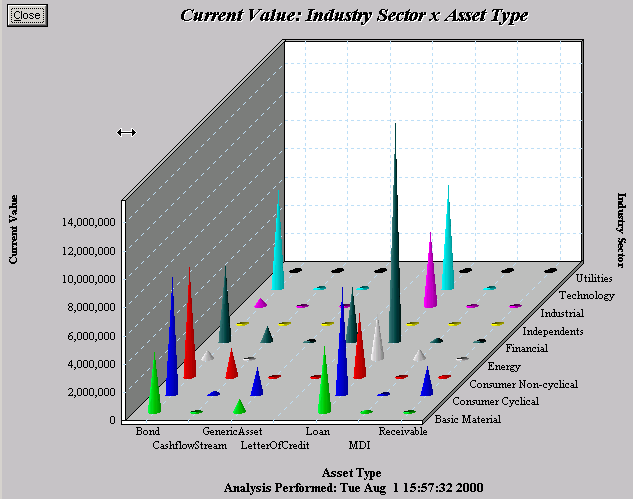 Close
Current Value: Industry Sector x Asset Type
Current Value
14,000,000
12,000,000
10,000,000
8,000,000
6,000,000
4,000,000
2,000,000
0
Industry Sector
Utilities
Technology
Industrial
Independents
Financial
Energy
Consumer Non-cyclical
Consumer Cyclical
Basic Material
Bond
GenericAsset
Loan
Receivable
CashflowStream
LetterOfCredit
MDI
Asset Type
Analysis Performed: Tue Aug 1 15:57:32 2000